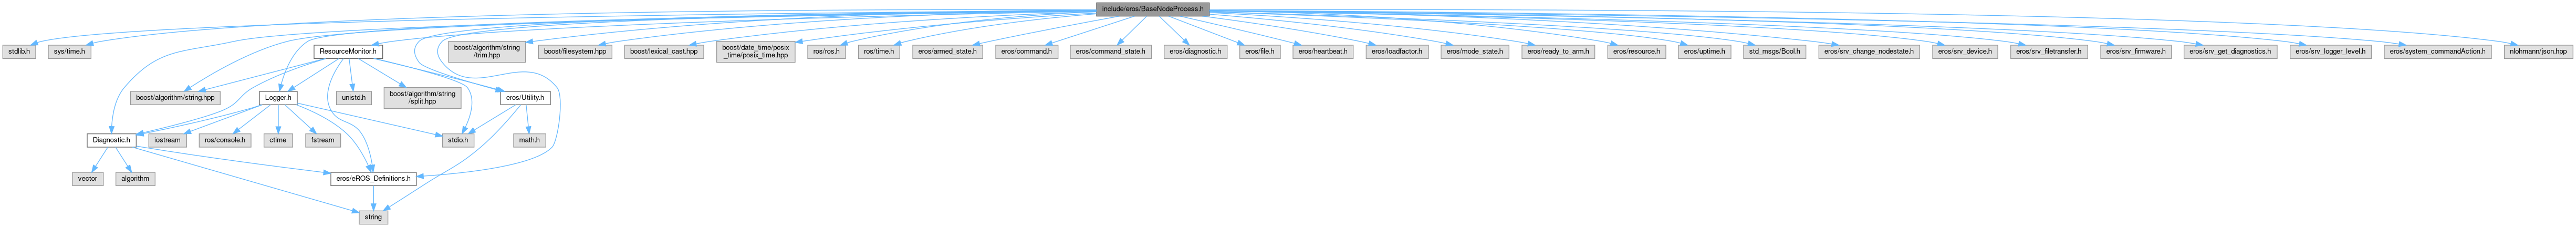 include/eros/BaseNodeProcess.h
stdlib.h
sys/time.h
ResourceMonitor.h
boost/algorithm/string
/trim.hpp
boost/filesystem.hpp
boost/lexical_cast.hpp
boost/date_time/posix
_time/posix_time.hpp
ros/ros.h
ros/time.h
eros/armed_state.h
eros/command.h
eros/command_state.h
eros/diagnostic.h
eros/file.h
eros/heartbeat.h
eros/loadfactor.h
eros/mode_state.h
eros/ready_to_arm.h
eros/resource.h
eros/uptime.h
std_msgs/Bool.h
eros/srv_change_nodestate.h
eros/srv_device.h
eros/srv_filetransfer.h
eros/srv_firmware.h
eros/srv_get_diagnostics.h
eros/srv_logger_level.h
eros/system_commandAction.h
nlohmann/json.hpp
boost/algorithm/string.hpp
Logger.h
unistd.h
boost/algorithm/string
/split.hpp
eros/Utility.h
Diagnostic.h
iostream
ros/console.h
ctime
fstream
stdio.h
math.h
vector
algorithm
eros/eROS_Definitions.h
string